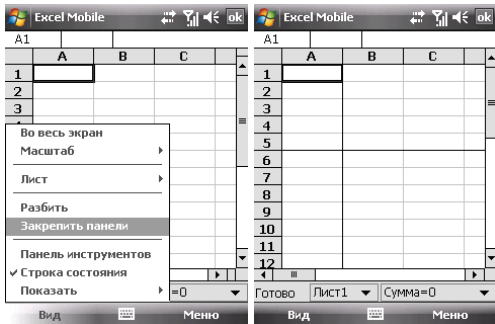 Excel Mobile ok
A1
A B C
1
2
3
Во весь экран
Масштаб
Лист
Разбить
Закрепить панели
Панель инструментов
Строка состояния
Показать
=0
Вид Меню
Excel Mobile ok
A1
A B C
1
2
3
4
5
6
7
8
9
10
11
12
Готово Лист1 Сумма=0
Вид Меню